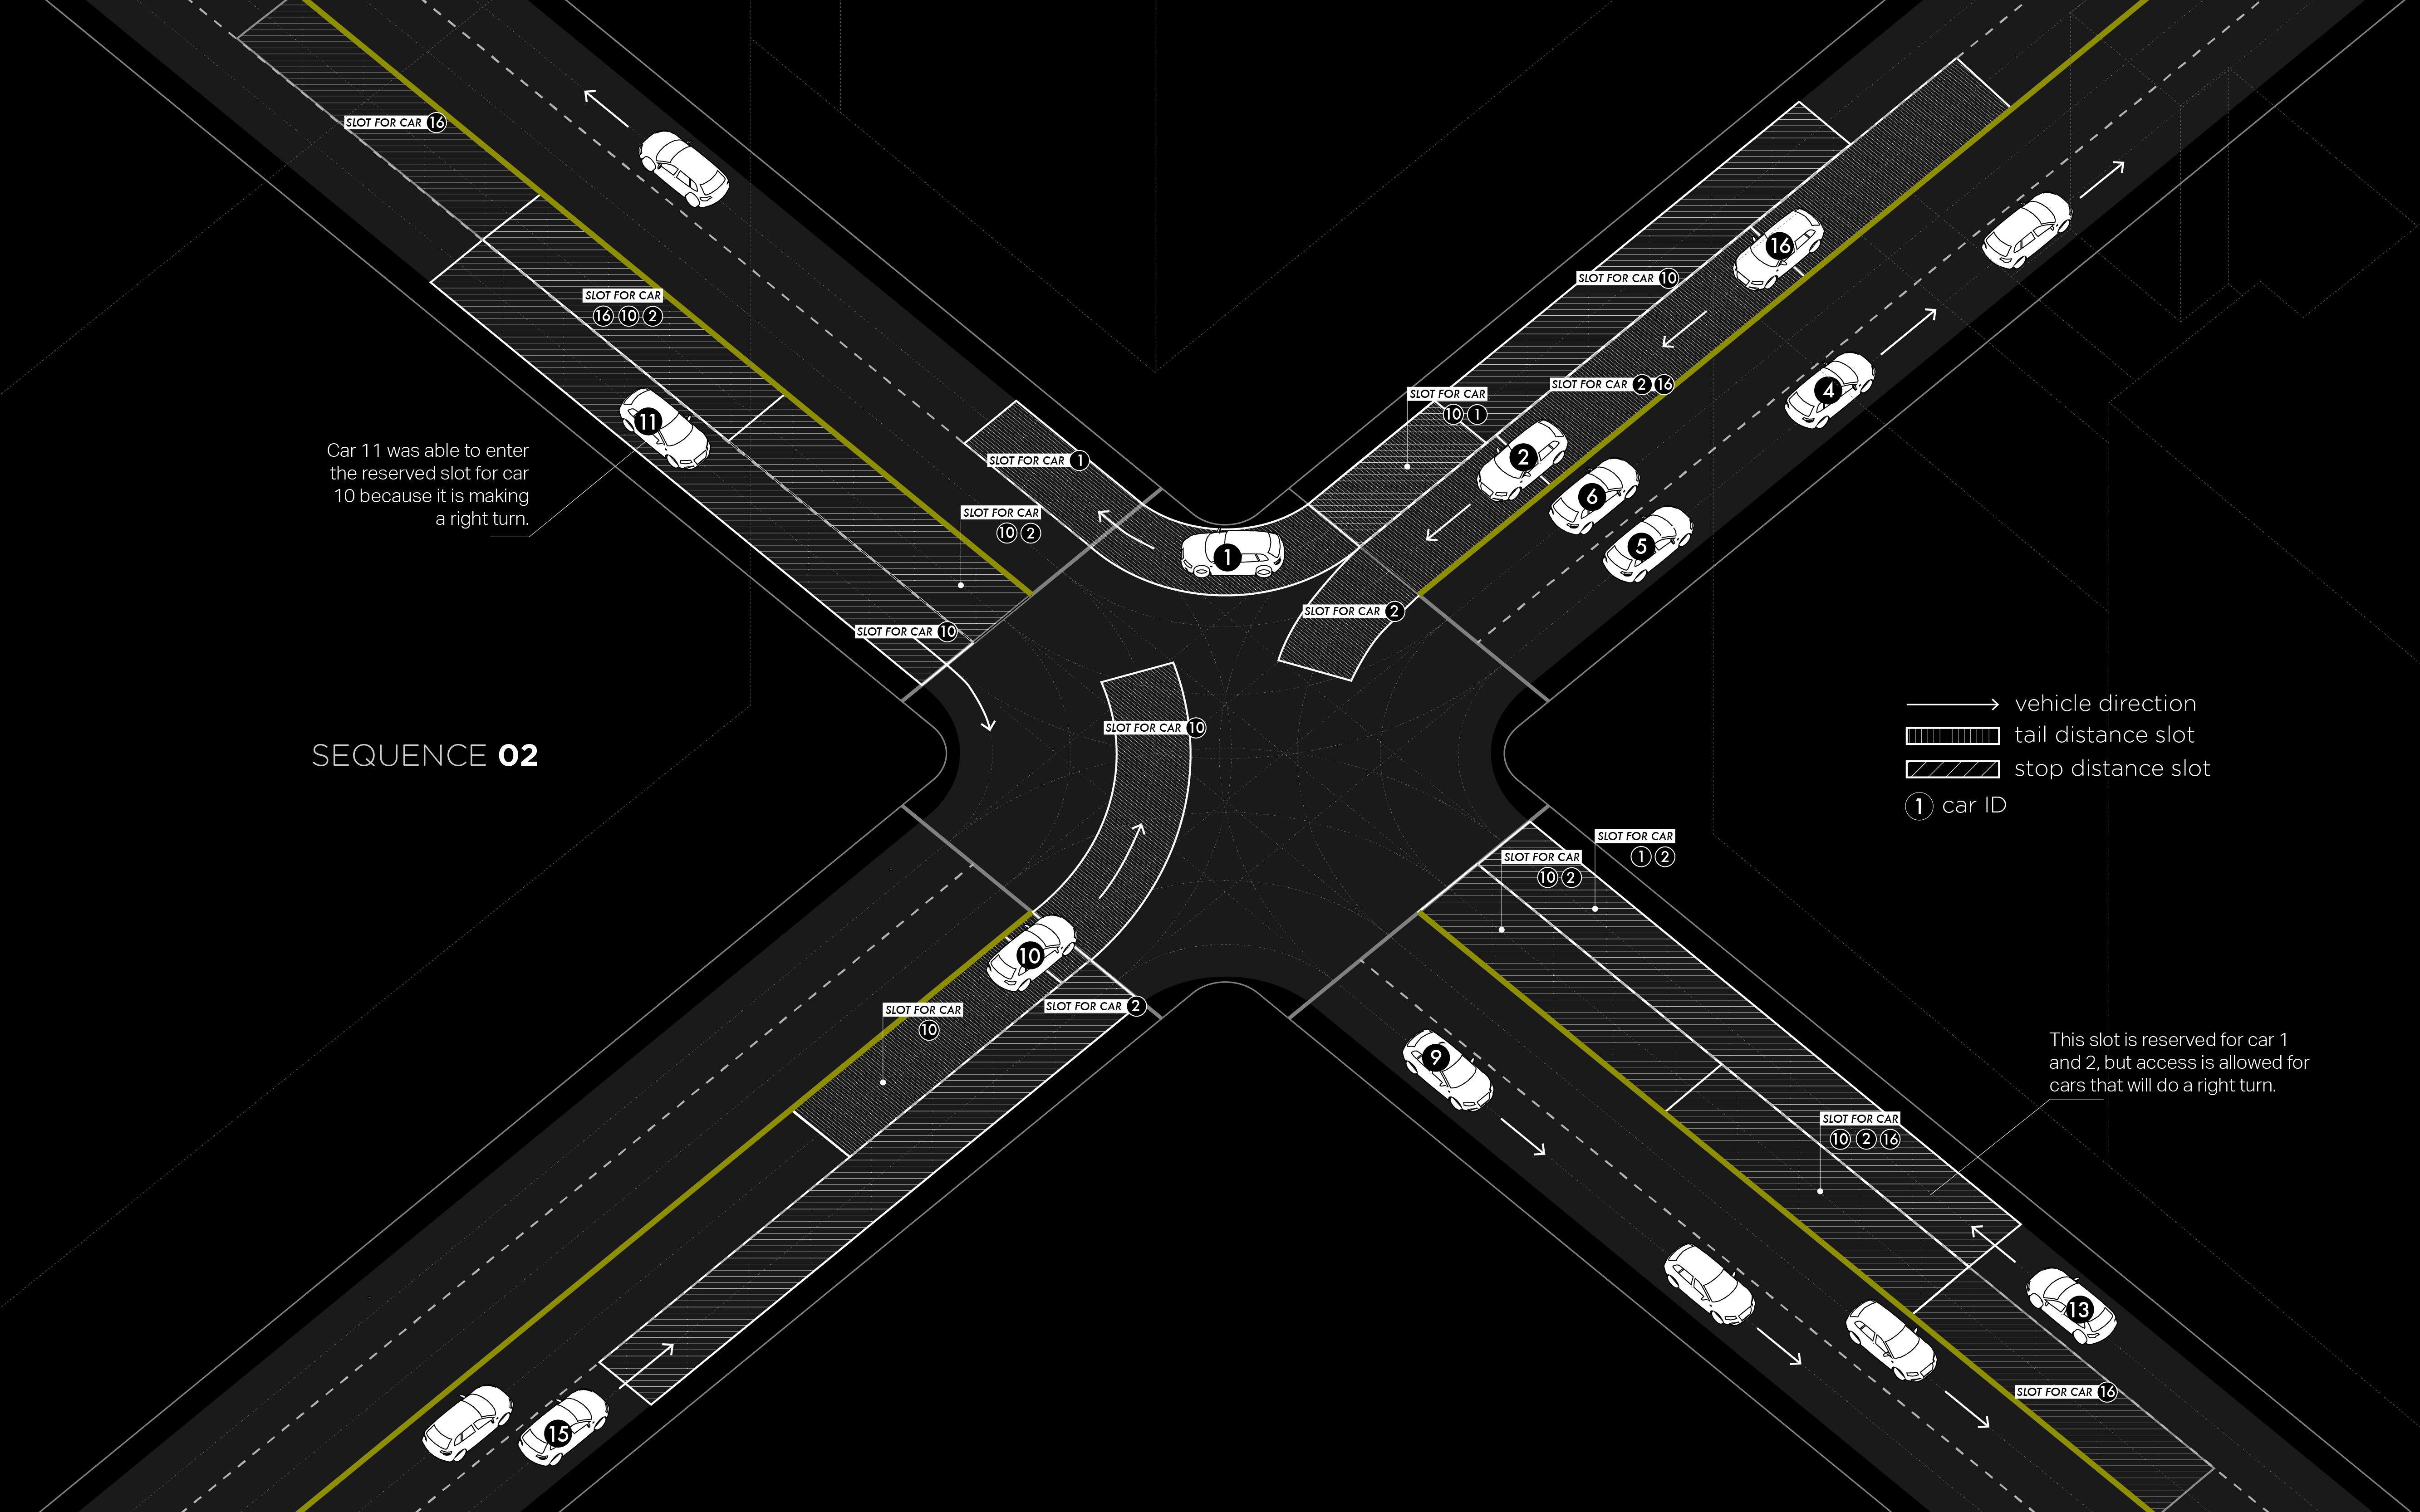 SLOT FOR CAR 16
SLOT FOR CAR
16 10 2
11
Car 11 was able to enter
the reserved slot for car
10 because it is making
a right turn.
SLOT FOR CAR 1
SLOT FOR CAR
10 2
SLOT FOR CAR 10
1
SLOT FOR CAR 10
16
SLOT FOR CAR 2 16
SLOT FOR CAR
10 1
2
6
5
4
SLOT FOR CAR 2
SEQUENCE 02
SLOT FOR CAR 10
vehicle direction
tail distance slot
stop distance slot
1 car ID
10
SLOT FOR CAR
10
SLOT FOR CAR 2
15
SLOT FOR CAR
1 2
SLOT FOR CAR
10 2
9
This slot is reserved for car 1
and 2, but access is allowed for
cars that will do a right turn.
SLOT FOR CAR
10 2 16
13
SLOT FOR CAR 16